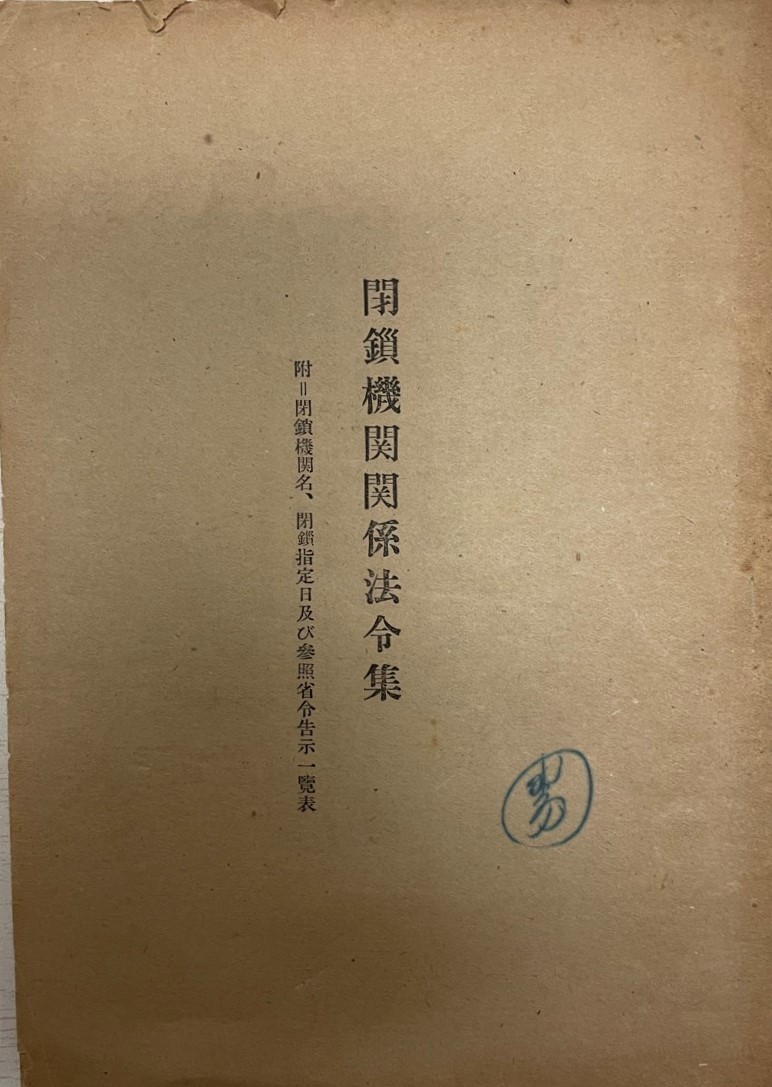 閉鎖機関関係法令集
附＝閉鎖機関名、閉鎖指定日及び参照省令告示一覽表